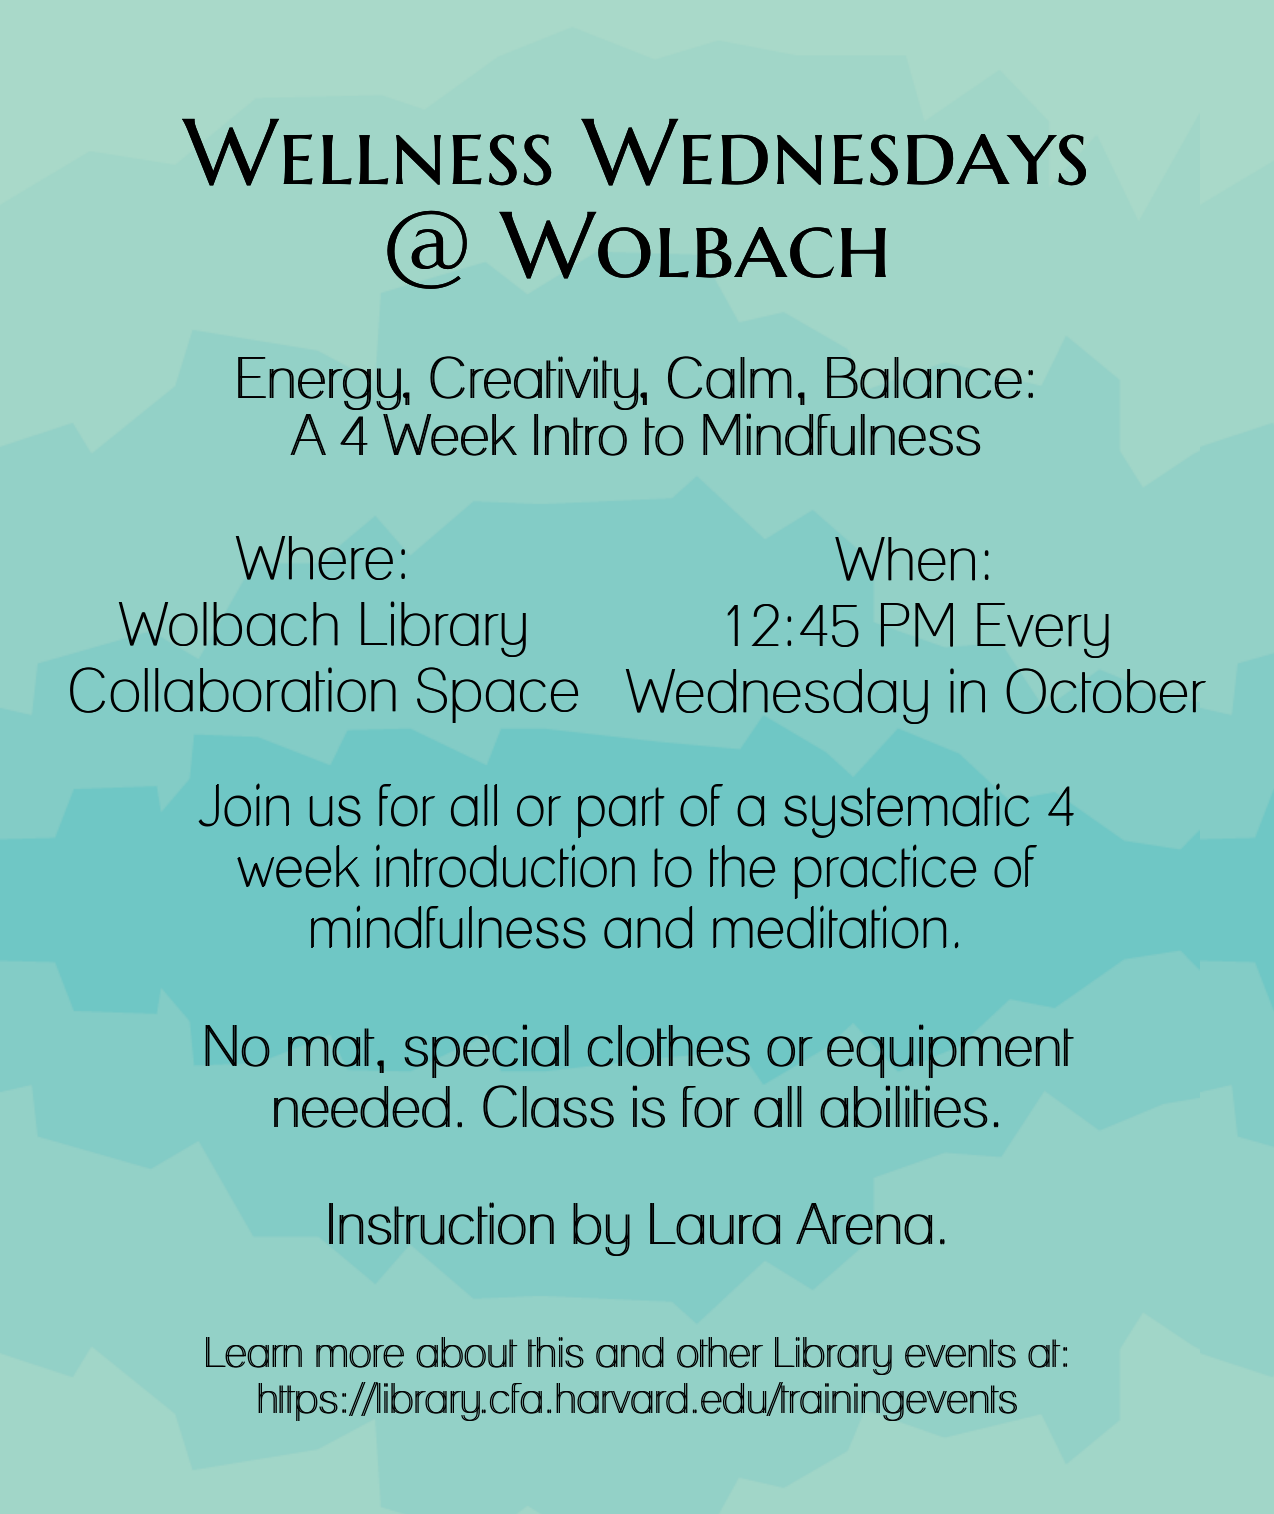 Wellness Wednesdays
@ Wolbach
Energy, Creativity, Calm, Balance:
A 4 Week Intro to Mindfulness
Where:
Wolbach Library
Collaboration Space
When:
12:45 PM Every
Wednesday in October
Join us for all or part of a systematic 4
week introduction to the practice of
mindfulness and meditation.
No mat, special clothes or equipment
needed. Class is for all abilities.
Instruction by Laura Arena.
Learn more about this and other Library events at:
https://library.cfa.harvard.edu/trainingevents